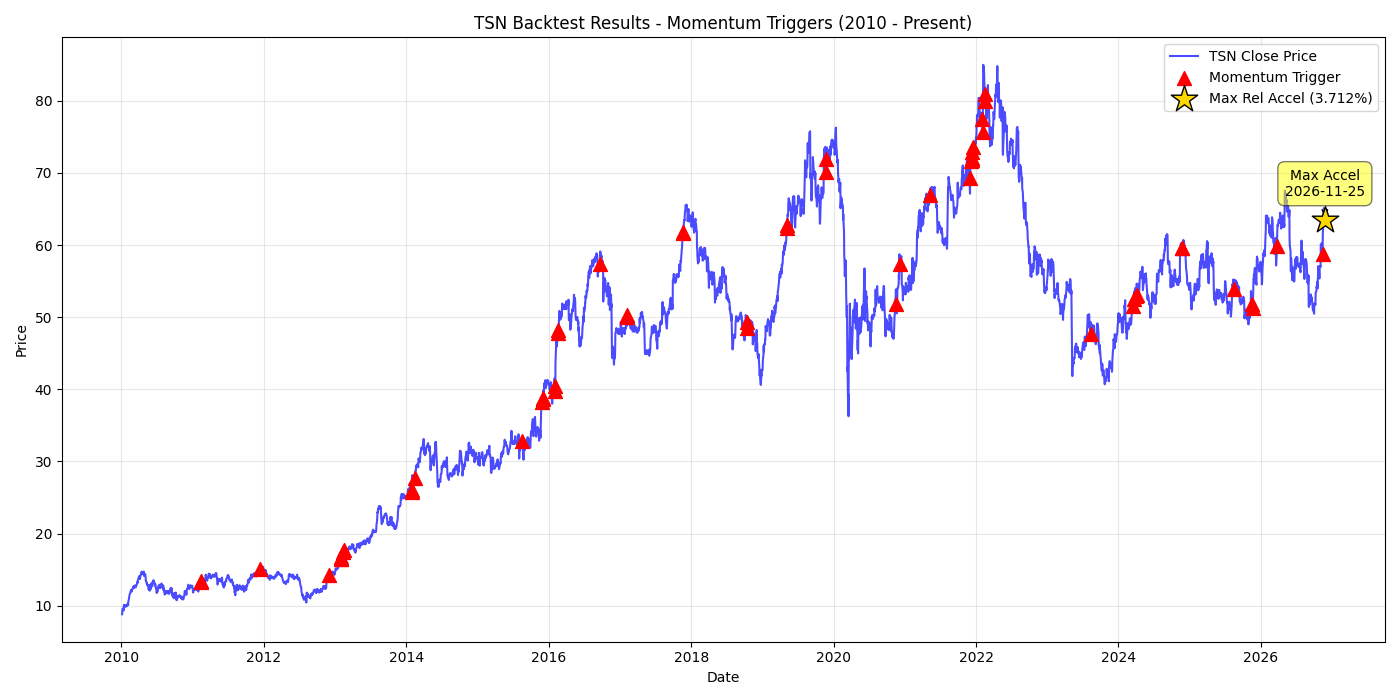 TSN Backtest Results - Momentum Triggers (2010 - Present)
TSN Close Price
Momentum Trigger
Max Rel Accel (3.712%)
Max Accel
2026-11-25
Price
80
70
60
50
40
30
20
10
2010 2012 2014 2016 2018 2020 2022 2024 2026
Date